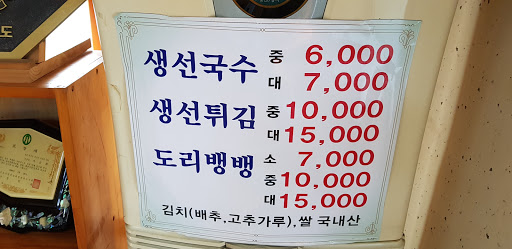 생선국수 중 6,000
대 7,000
생선튀김 중 10,000
대 15,000
도리뱅뱅 소 7,000
중 10,000
대 15,000
김치(배추,고추가루),쌀 국내산